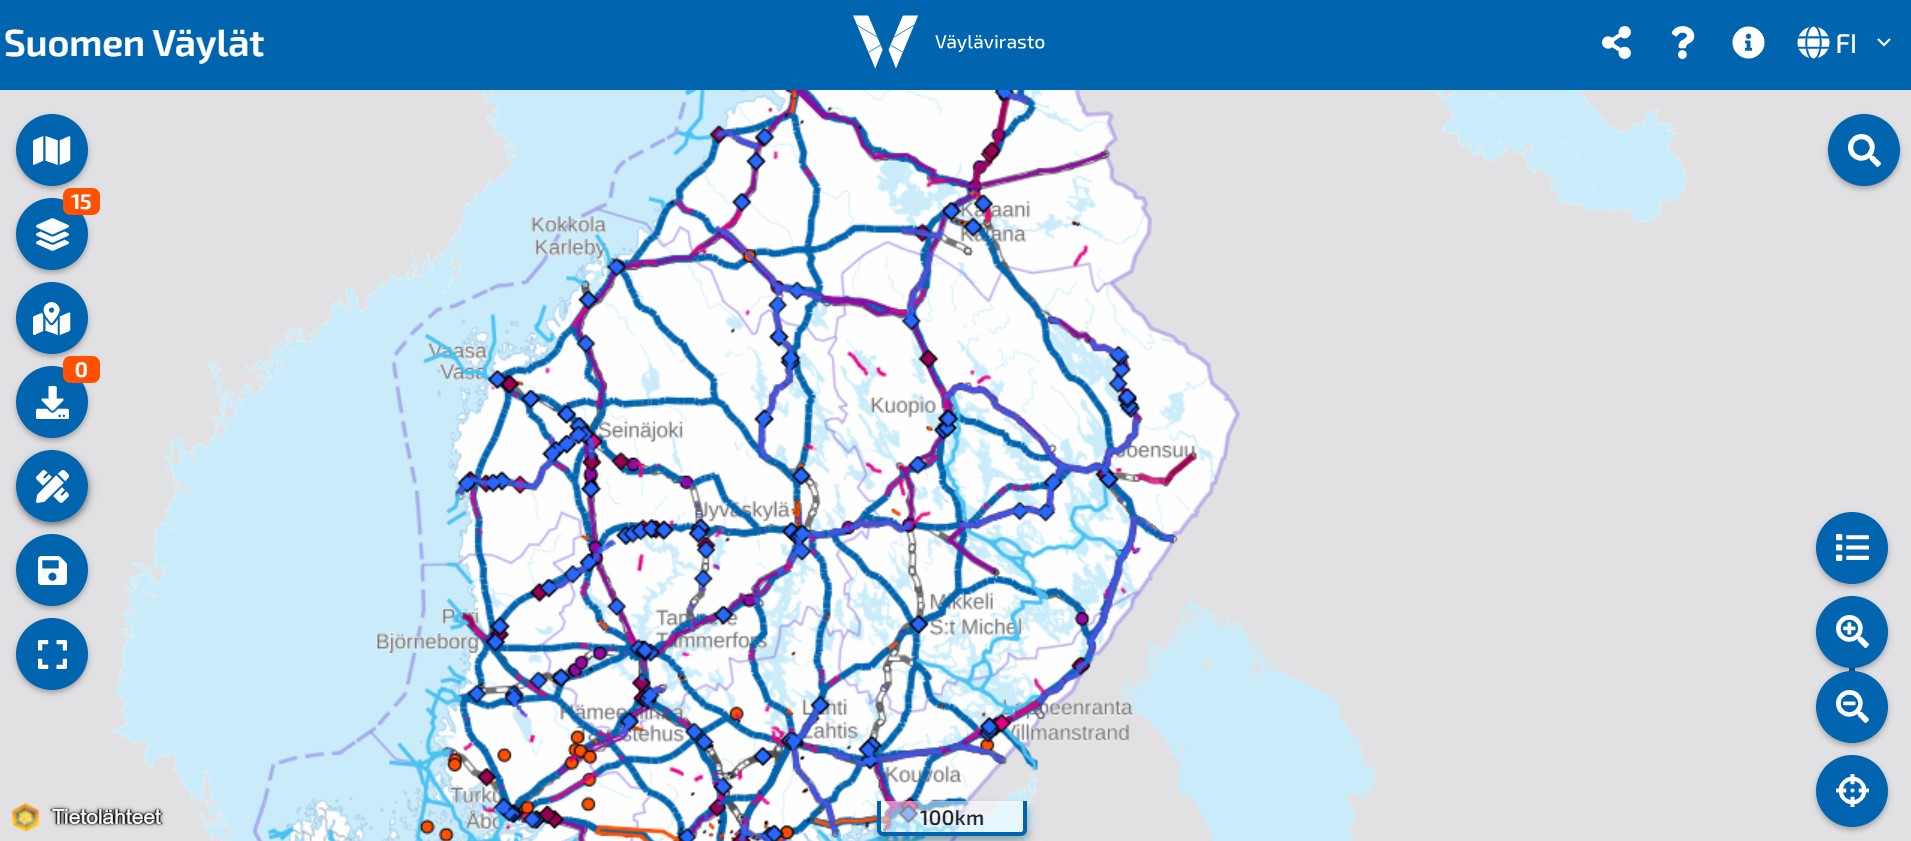 Suomen Väylät
Väylävirasto
FI
15
0
Kokkola
Karleby
Kajaani
Kajana
Vaasa
Vasa
Kuopio
Seinäjoki
Joensuu
Jyväskylä
Mikkeli
S:t Michel
Pori
Björneborg
Tampere
Tammerfors
Hämeenlinna
Tavastehus
Lahti
Lahtis
Lappeenranta
Villmanstrand
Kouvola
Turku
Åbo
100km
Tietolähteet